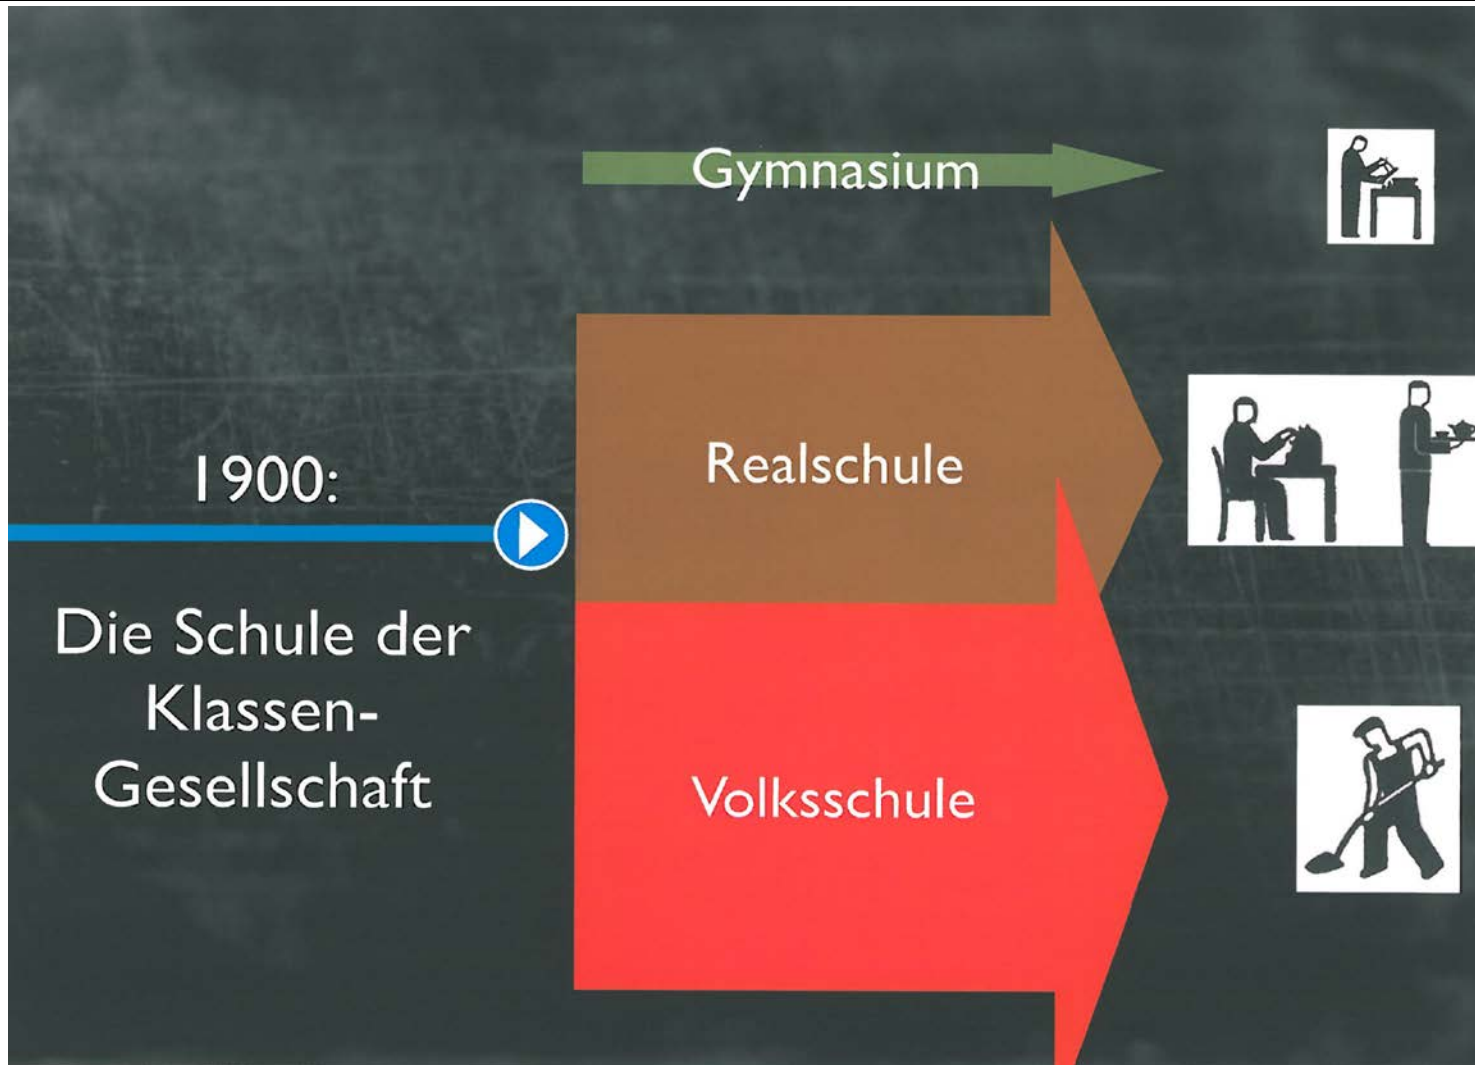 Gymnasium
Realschule
1900:
Die Schule der
Klassen-
Gesellschaft
Volksschule